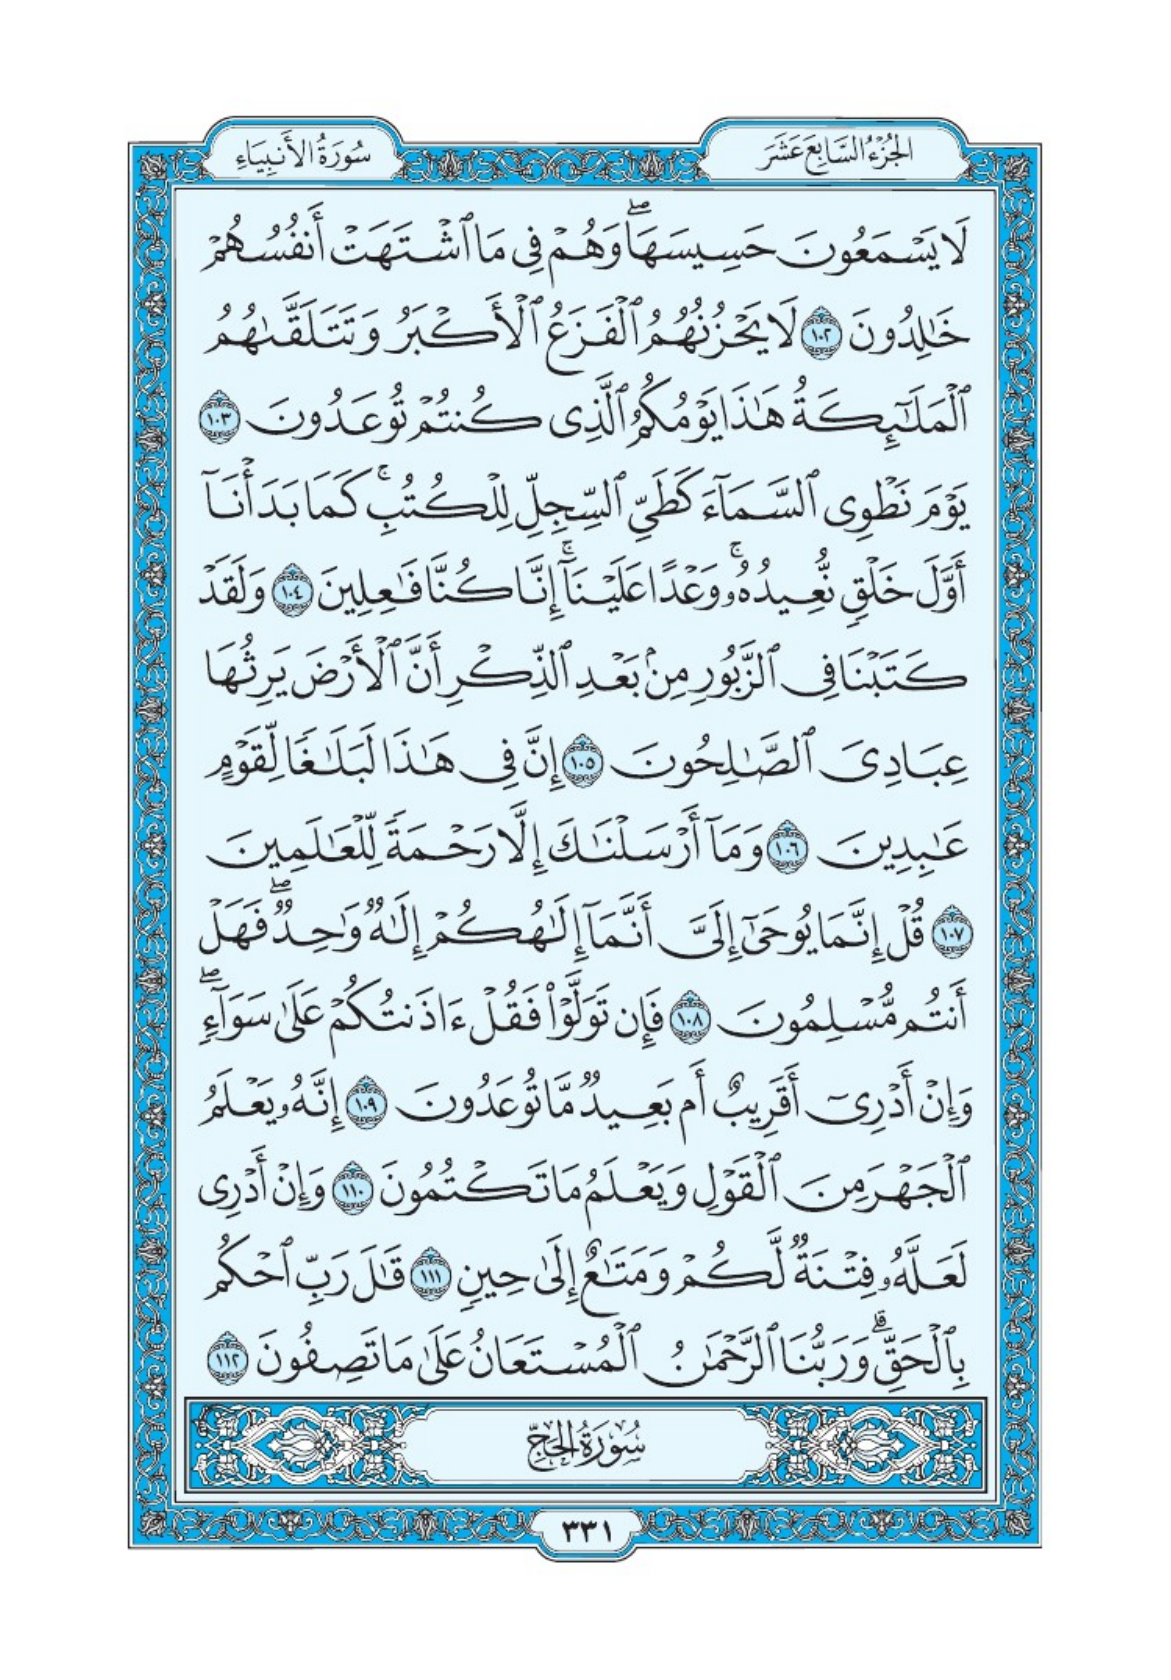 الجُزْءُ السَّابِعَ عَشَرَ
سُورَةُ الأَنبِيَاءِ
لَا يَسْمَعُونَ حَسِيسَهَاۖ وَهُمْ فِى مَا ٱشْتَهَتْ أَنفُسُهُمْ
خَٰلِدُونَ ١٠٢ لَا يَحْزُنُهُمُ ٱلْفَزَعُ ٱلْأَكْبَرُ وَتَتَلَقَّىٰهُمُ
ٱلْمَلَٰٓئِكَةُ هَٰذَا يَوْمُكُمُ ٱلَّذِى كُنتُمْ تُوعَدُونَ ١٠٣
يَوْمَ نَطْوِى ٱلسَّمَآءَ كَطَىِّ ٱلسِّجِلِّ لِلْكُتُبِۚ كَمَا بَدَأْنَآ
أَوَّلَ خَلْقٍ نُّعِيدُهُۥۚ وَعْدًا عَلَيْنَآۚ إِنَّا كُنَّا فَٰعِلِينَ ١٠٤ وَلَقَدْ
كَتَبْنَا فِى ٱلزَّبُورِ مِنۢ بَعْدِ ٱلذِّكْرِ أَنَّ ٱلْأَرْضَ يَرِثُهَا
عِبَادِىَ ٱلصَّٰلِحُونَ ١٠٥ إِنَّ فِى هَٰذَا لَبَلَٰغًا لِّقَوْمٍ
عَٰبِدِينَ ١٠٦ وَمَآ أَرْسَلْنَٰكَ إِلَّا رَحْمَةً لِّلْعَٰلَمِينَ
١٠٧ قُلْ إِنَّمَا يُوحَىٰٓ إِلَىَّ أَنَّمَآ إِلَٰهُكُمْ إِلَٰهٌ وَٰحِدٌۖ فَهَلْ
أَنتُم مُّسْلِمُونَ ١٠٨ فَإِن تَوَلَّوْا۟ فَقُلْ ءَاذَنتُكُمْ عَلَىٰ سَوَآءٍۖ
وَإِنْ أَدْرِىٓ أَقَرِيبٌ أَم بَعِيدٌ مَّا تُوعَدُونَ ١٠٩ إِنَّهُۥ يَعْلَمُ
ٱلْجَهْرَ مِنَ ٱلْقَوْلِ وَيَعْلَمُ مَا تَكْتُمُونَ ١١٠ وَإِنْ أَدْرِى
لَعَلَّهُۥ فِتْنَةٌ لَّكُمْ وَمَتَٰعٌ إِلَىٰ حِينٍ ١١١ قَٰلَ رَبِّ ٱحْكُم
بِٱلْحَقِّۗ وَرَبُّنَا ٱلرَّحْمَٰنُ ٱلْمُسْتَعَانُ عَلَىٰ مَا تَصِفُونَ ١١٢
سُورَةُ الحَجِّ
٣٣١